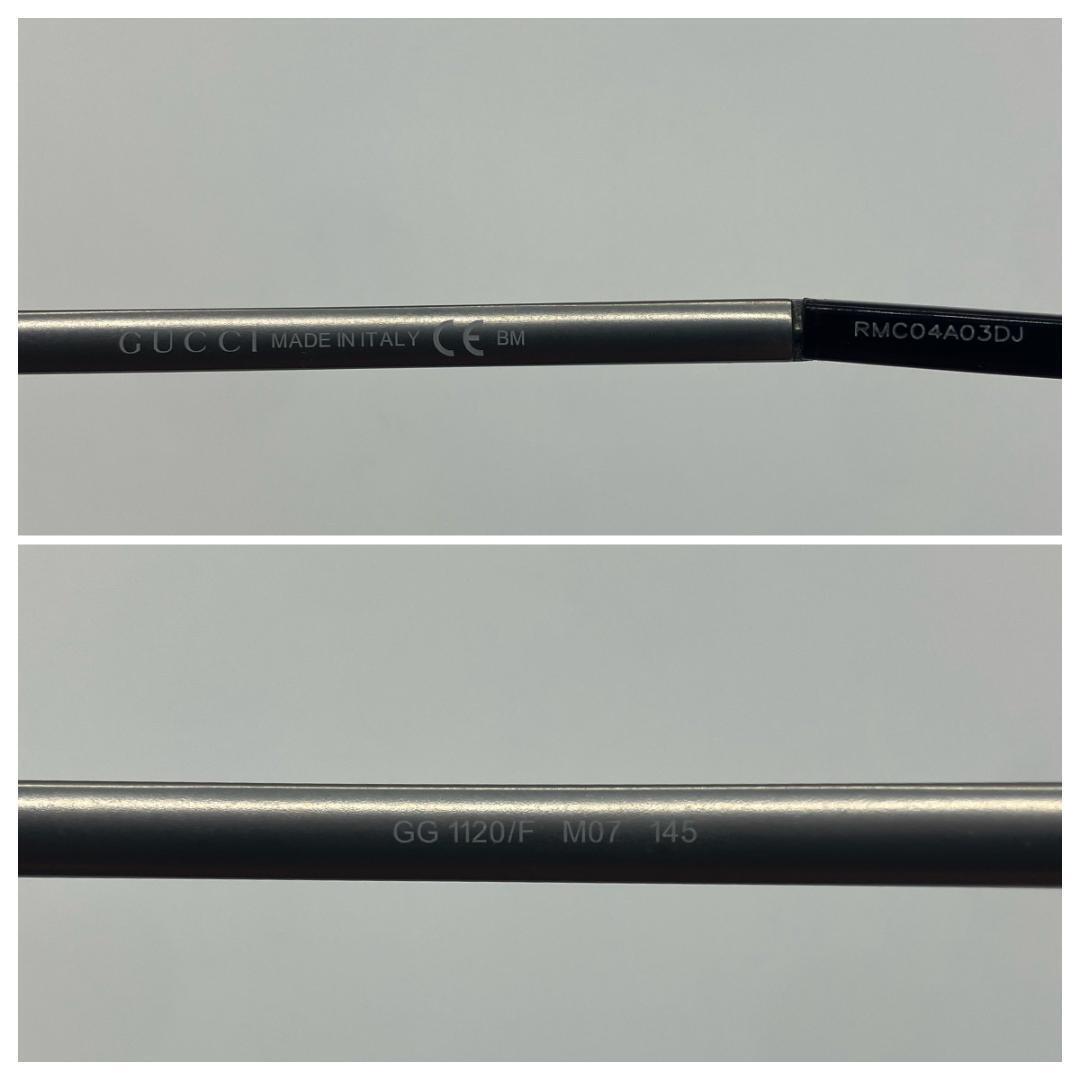 GUCCI MADE IN ITALY CE BM
RMC04A03DJ
GG 1120/F M07 145